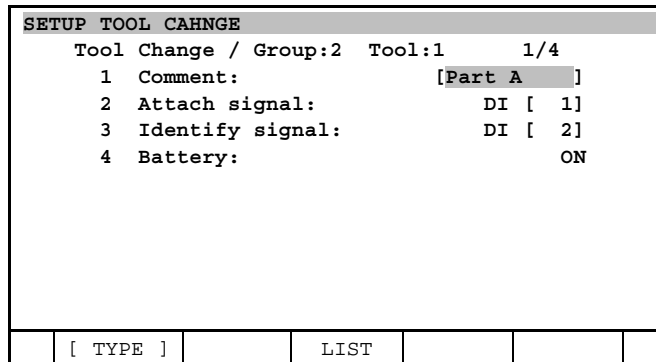 SETUP TOOL CAHNGE
Tool Change / Group:2 Tool:1 1/4
1 Comment: [Part A ]
2 Attach signal: DI [ 1]
3 Identify signal: DI [ 2]
4 Battery: ON
[ TYPE ] LIST